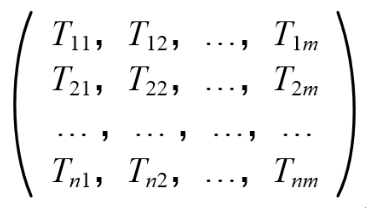 T11, T12, ..., T1m
T21, T22, ..., T2m
... , ... , ..., ...
Tn1, Tn2, ..., Tnm